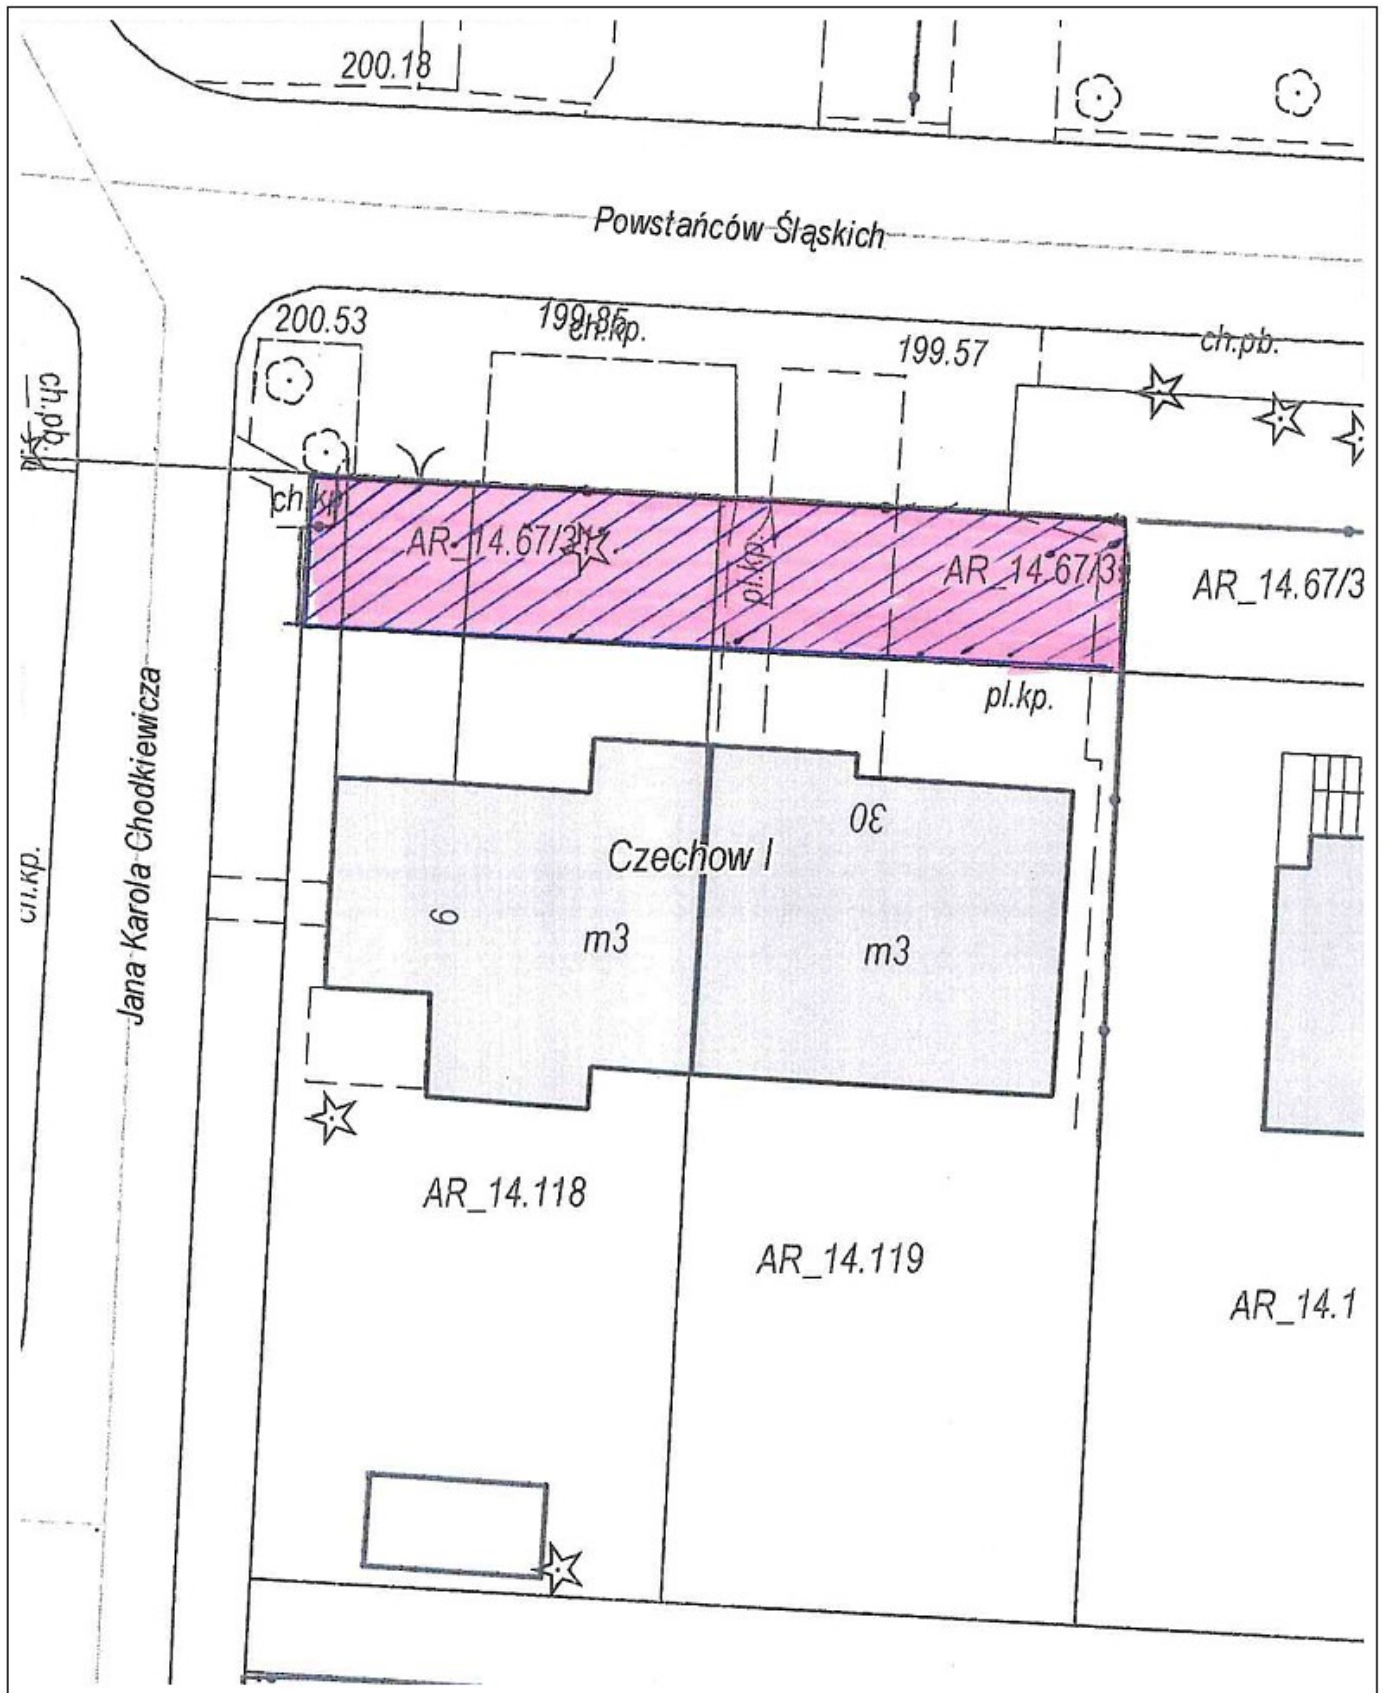 200.18
Powstańców Śląskich
200.53
199.85
ch.kp.
199.57
ch.pb.
ch.pb.
ch.kp.
AR_14.67/31
pl.kp.
AR_14.67/3
AR_14.67/3
pl.kp.
Jana Karola Chodkiewicza
30
Czechow I
ch.kp.
9
m3
m3
AR_14.118
AR_14.119
AR_14.1